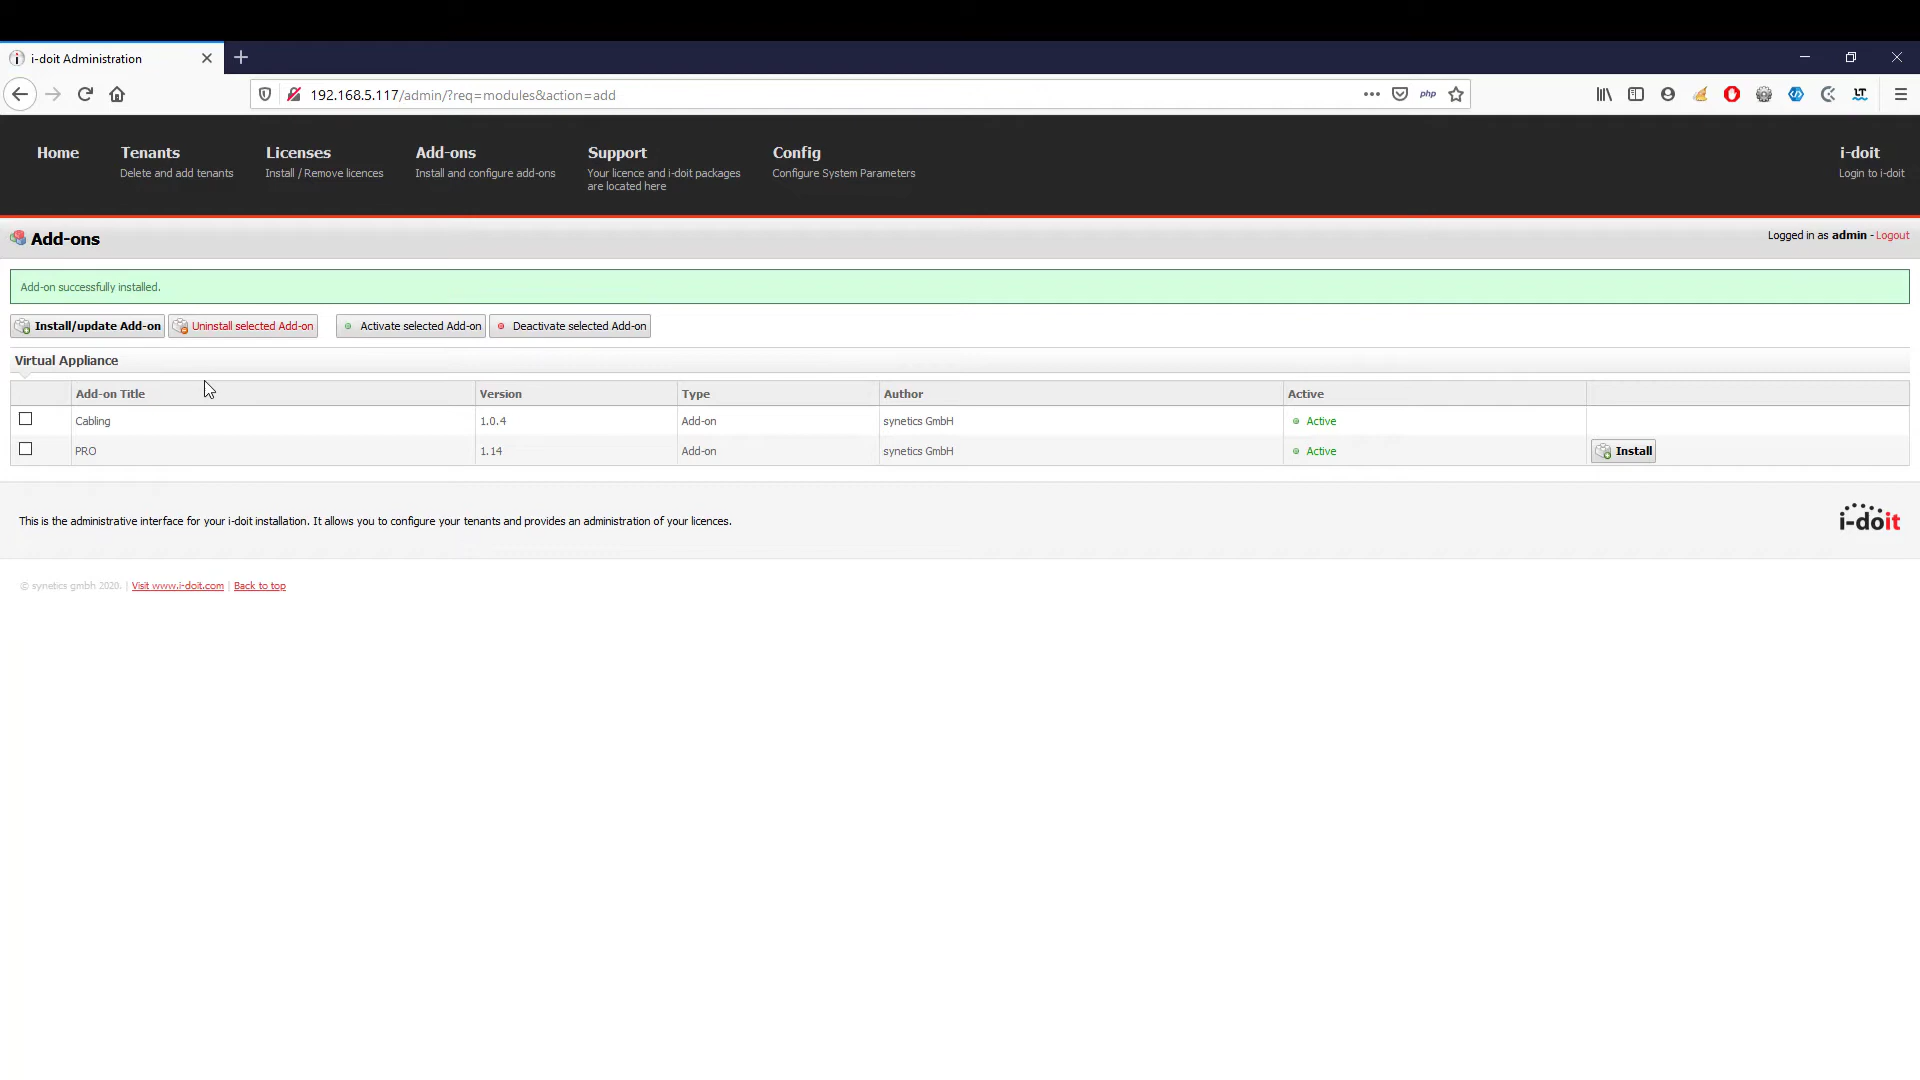 i-doit Administration
192.168.5.117/admin/?req=modules&action=add
php
LT
Home
Tenants
Delete and add tenants
Licenses
Install / Remove licences
Add-ons
Install and configure add-ons
Support
Your licence and i-doit packages
are located here
Config
Configure System Parameters
i-doit
Login to i-doit
Add-ons
Logged in as admin - Logout
Add-on successfully installed.
Install/update Add-on
Uninstall selected Add-on
Activate selected Add-on
Deactivate selected Add-on
Virtual Appliance
Add-on Title Version Type Author Active
Cabling 1.0.4 Add-on synetics GmbH Active
PRO 1.14 Add-on synetics GmbH Active Install
This is the administrative interface for your i-doit installation. It allows you to configure your tenants and provides an administration of your licences.
i-doit
© synetics gmbh 2020. | Visit www.i-doit.com | Back to top